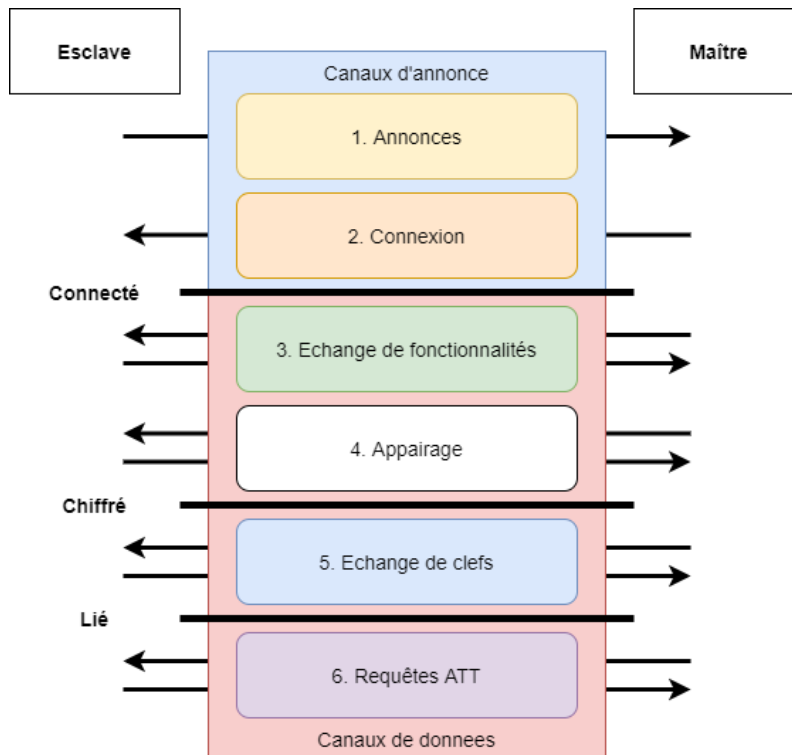 Esclave
Maître
Canaux d'annonce
1. Annonces
2. Connexion
Connecté
3. Echange de fonctionnalités
4. Appairage
Chiffré
5. Echange de clefs
Lié
6. Requêtes ATT
Canaux de donnees